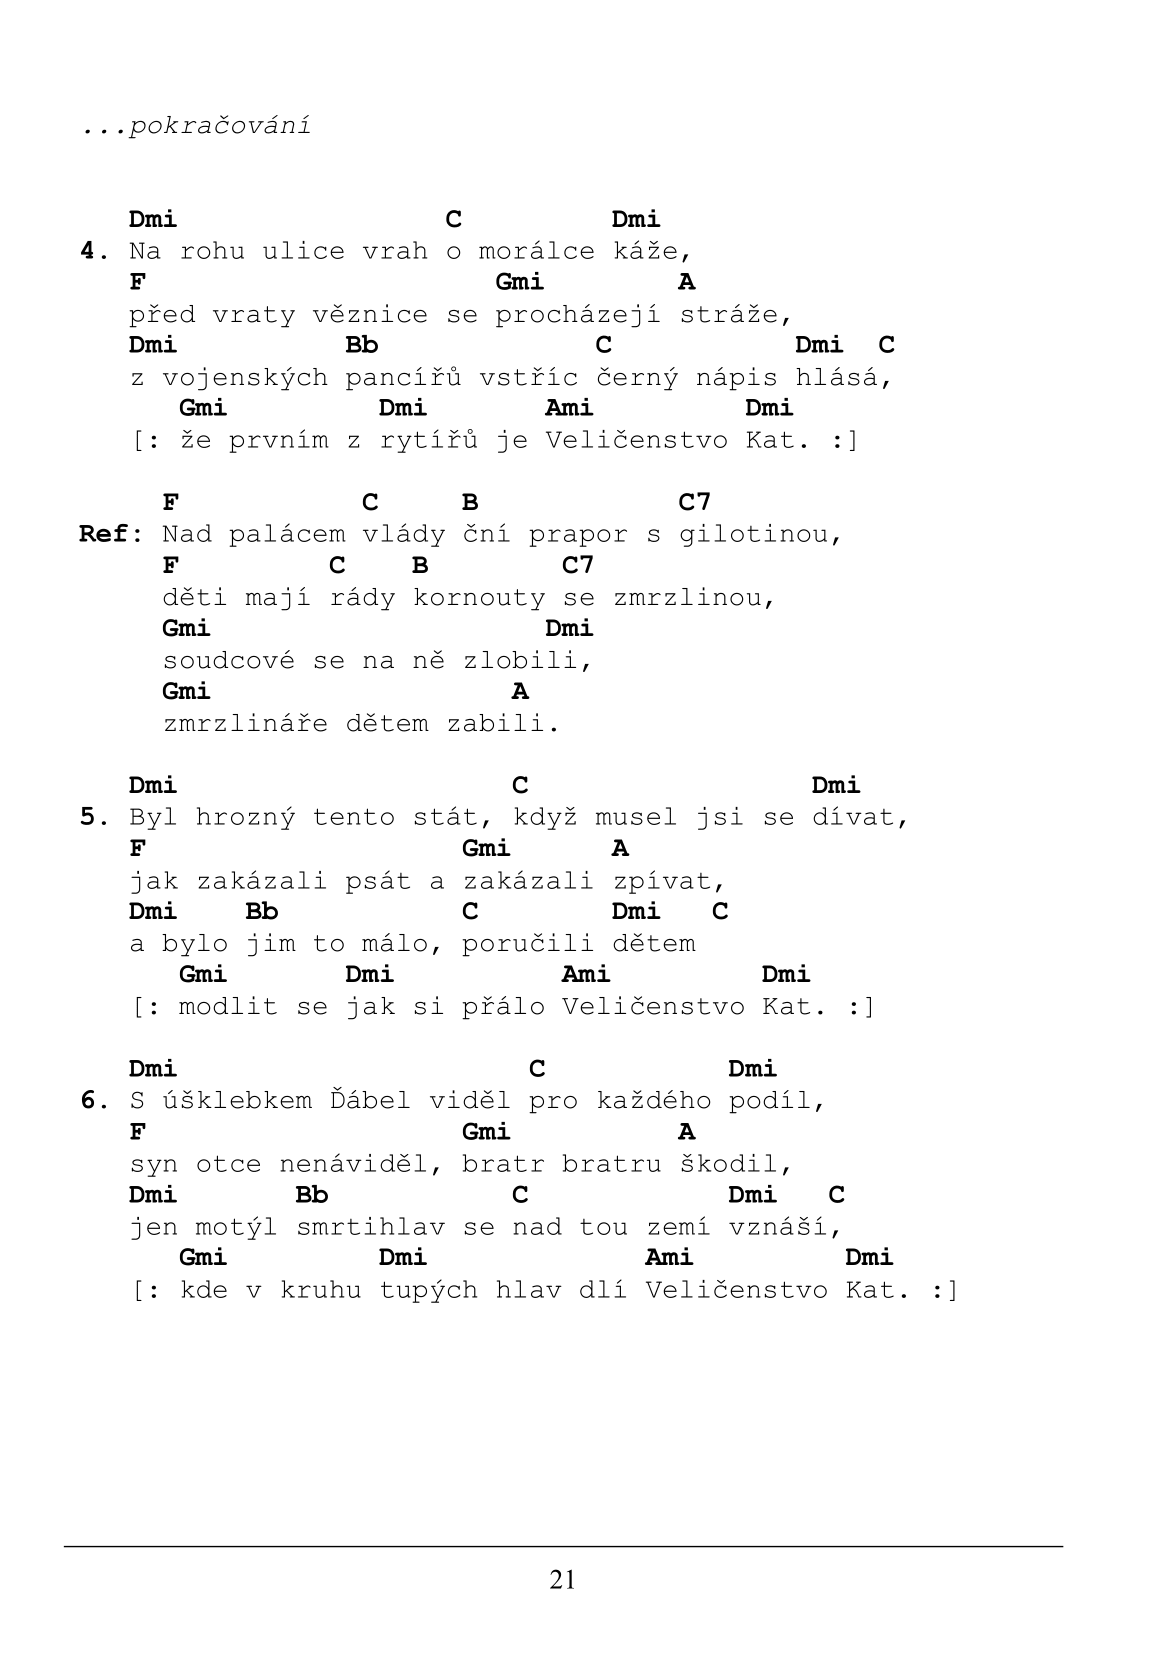 ...pokračování
Dmi                C         Dmi
4. Na rohu ulice vrah o morálce káže,
F                     Gmi        A
před vraty věznice se procházejí stráže,
Dmi          Bb             C           Dmi  C
z vojenských pancířů vstříc černý nápis hlásá,
Gmi         Dmi       Ami         Dmi
[: že prvním z rytířů je Veličenstvo Kat. :]
F           C     B            C7
Ref: Nad palácem vlády ční prapor s gilotinou,
F         C    B        C7
děti mají rády kornouty se zmrzlinou,
Gmi                    Dmi
soudcové se na ně zlobili,
Gmi                  A
zmrzlináře dětem zabili.
Dmi                    C                 Dmi
5. Byl hrozný tento stát, když musel jsi se dívat,
F                   Gmi      A
jak zakázali psát a zakázali zpívat,
Dmi    Bb           C        Dmi   C
a bylo jim to málo, poručili dětem
Gmi       Dmi          Ami         Dmi
[: modlit se jak si přálo Veličenstvo Kat. :]
Dmi                     C           Dmi
6. S úšklebkem Ďábel viděl pro každého podíl,
F                   Gmi          A
syn otce nenáviděl, bratr bratru škodil,
Dmi       Bb           C            Dmi   C
jen motýl smrtihlav se nad tou zemí vznáší,
Gmi         Dmi             Ami         Dmi
[: kde v kruhu tupých hlav dlí Veličenstvo Kat. :]
21